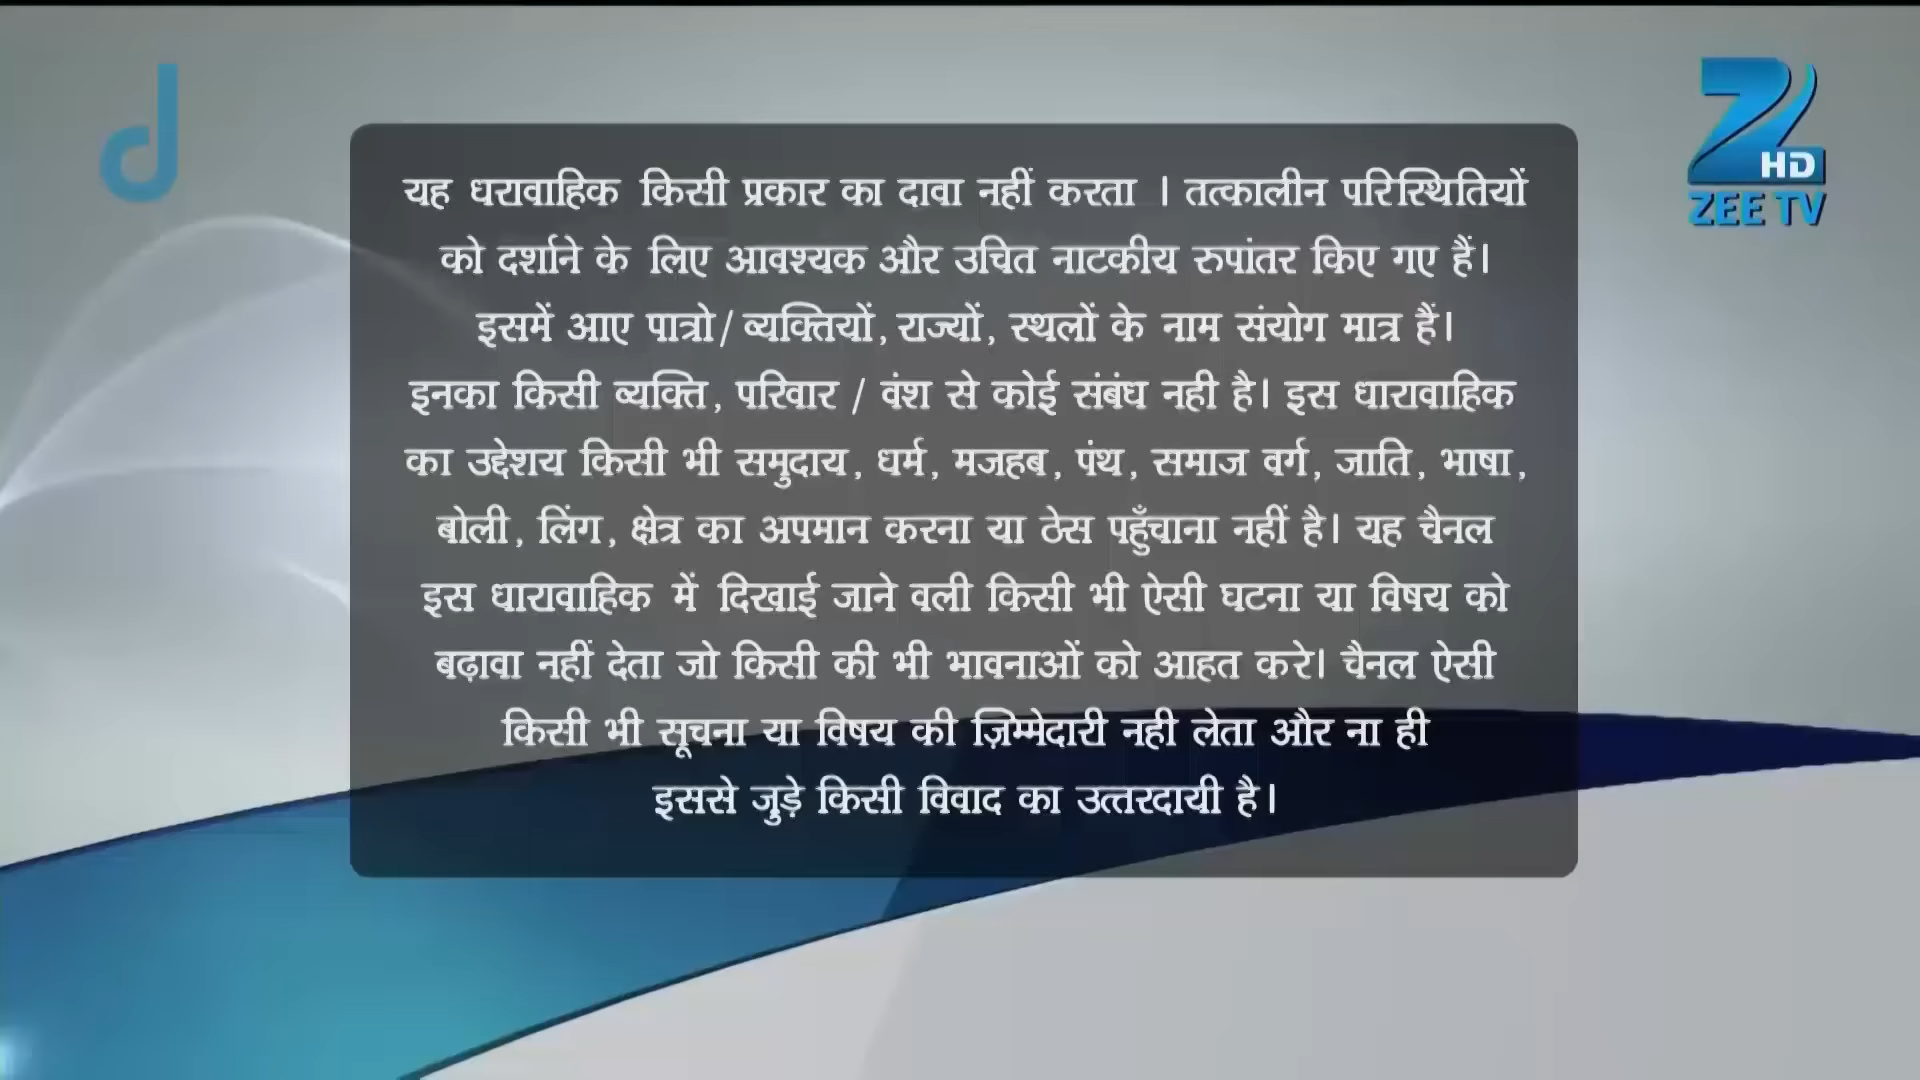 d
Z HD
ZEE TV
यह धरावाहिक किसी प्रकार का दावा नहीं करता । तत्कालीन परिस्थितियों
को दर्शाने के लिए आवश्यक और उचित नाटकीय रुपांतर किए गए हैं।
इसमें आए पात्रो/ व्यक्तियों, राज्यों, स्थलों के नाम संयोग मात्र हैं।
इनका किसी व्यक्ति, परिवार / वंश से कोई संबंध नही है। इस धारावाहिक
का उद्देशय किसी भी समुदाय, धर्म, मजहब, पंथ, समाज वर्ग, जाति, भाषा,
बोली, लिंग, क्षेत्र का अपमान करना या ठेस पहुँचाना नहीं है। यह चैनल
इस धारावाहिक में दिखाई जाने वली किसी भी ऐसी घटना या विषय को
बढ़ावा नहीं देता जो किसी की भी भावनाओं को आहत करे। चैनल ऐसी
किसी भी सूचना या विषय की ज़िम्मेदारी नही लेता और ना ही
इससे जुड़े किसी विवाद का उत्तरदायी है।